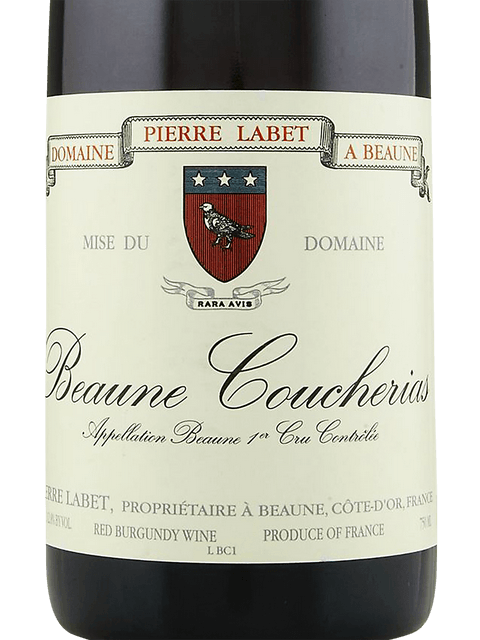 DOMAINE PIERRE LABET A BEAUNE
MISE DU DOMAINE
RARA AVIS
Beaune Coucherias
Appellation Beaune 1er Cru Contrôlée
ERRE LABET, PROPRIÉTAIRE À BEAUNE, CÔTE-D'OR, FRANCE
RED BURGUNDY WINE PRODUCE OF FRANCE
L BC1